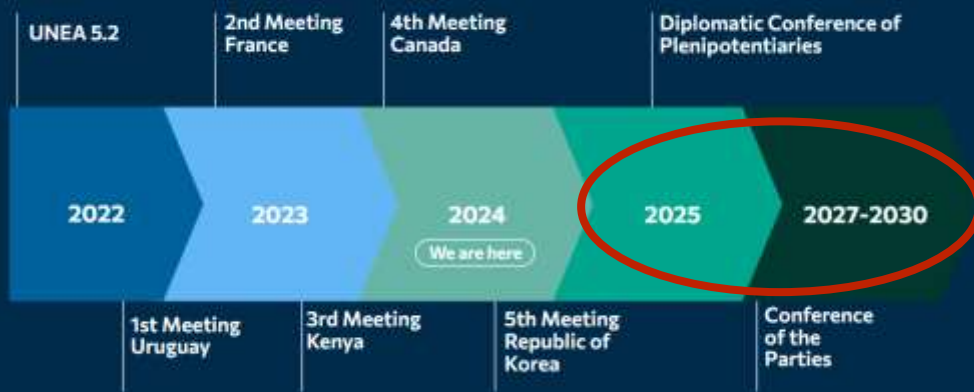 UNEA 5.2
2nd Meeting
France
4th Meeting
Canada
Diplomatic Conference of
Plenipotentiaries
2022
2023
2024
We are here
2025
2027-2030
1st Meeting
Uruguay
3rd Meeting
Kenya
5th Meeting
Republic of
Korea
Conference
of the
Parties